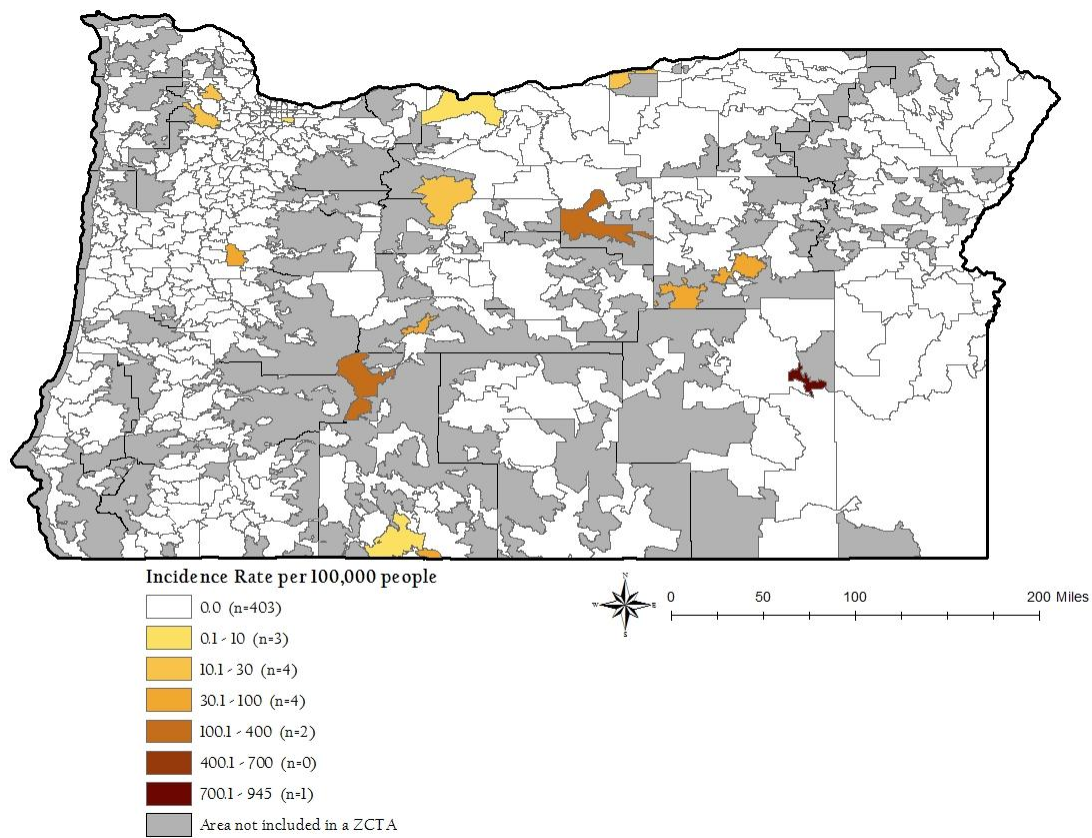 Incidence Rate per 100,000 people
0.0 (n=403)
0.1 - 10 (n=3)
10.1 - 30 (n=4)
30.1 - 100 (n=4)
100.1 - 400 (n=2)
400.1 - 700 (n=0)
700.1 - 945 (n=1)
Area not included in a ZCTA
N
W E
S
0 50 100 200 Miles